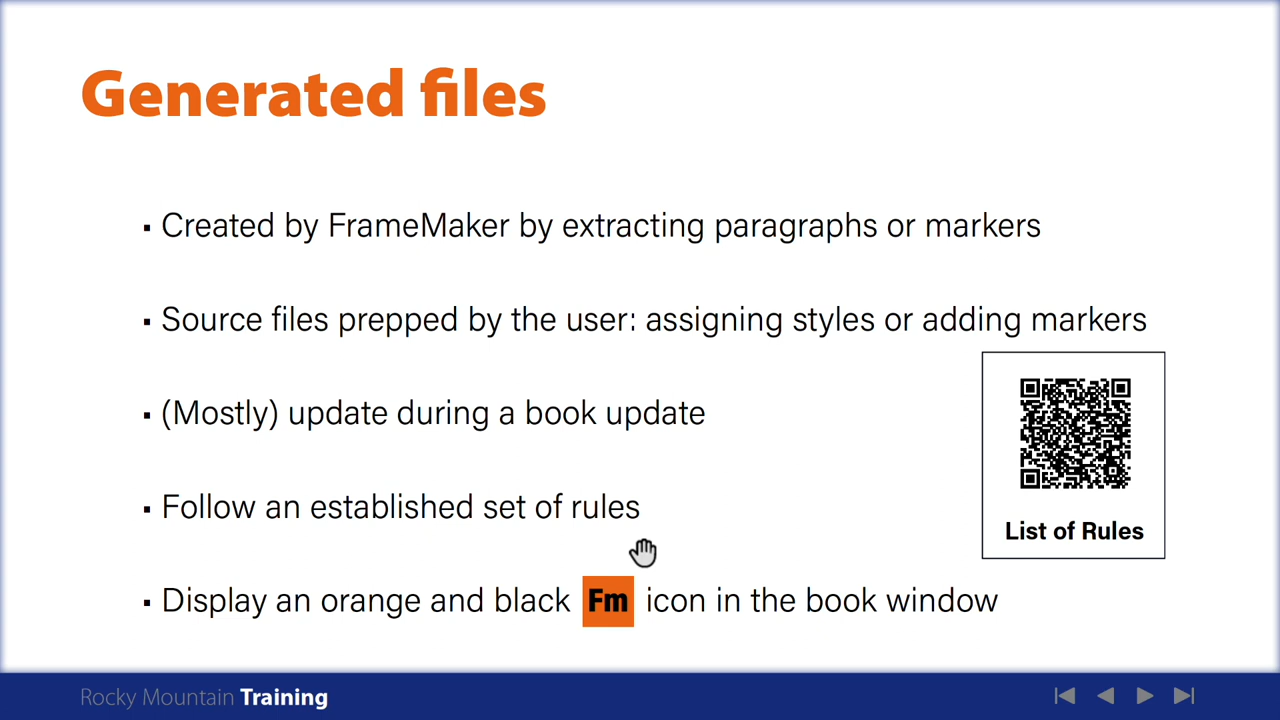 Generated files
▪ Created by FrameMaker by extracting paragraphs or markers
▪ Source files prepped by the user: assigning styles or adding markers
▪ (Mostly) update during a book update
▪ Follow an established set of rules
List of Rules
▪ Display an orange and black Fm icon in the book window
Rocky Mountain Training